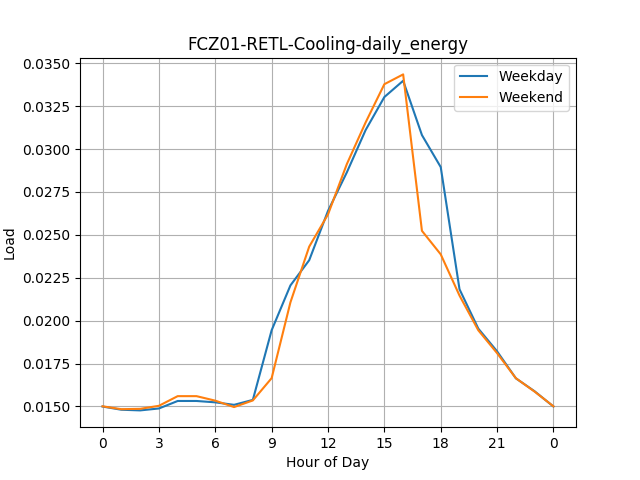 FCZ01-RETL-Cooling-daily_energy
Weekday
Weekend
Load
0.0350
0.0325
0.0300
0.0275
0.0250
0.0225
0.0200
0.0175
0.0150
0 3 6 9 12 15 18 21 0
Hour of Day